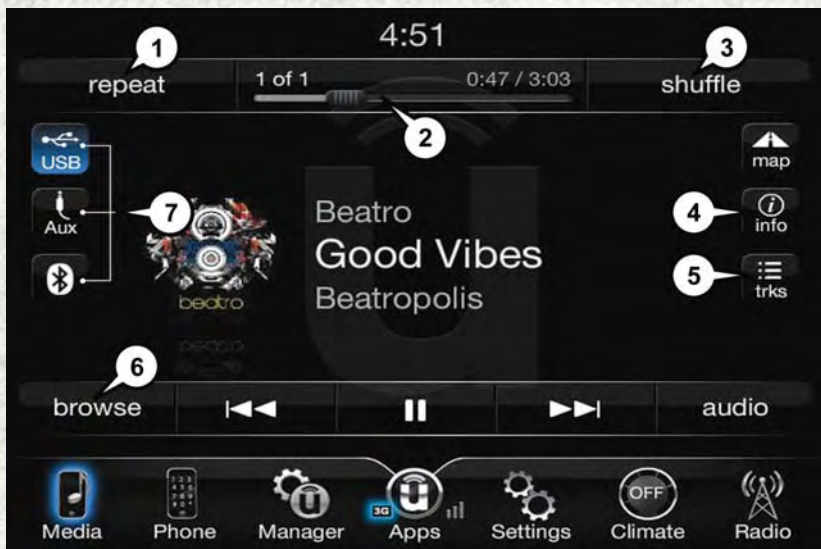 4:51
1
3
repeat
1 of 1
0:47 / 3:03
shuffle
2
USB
map
7
Aux
4
info
Beatro
Good Vibes
Beatropolis
5
trks
beatro
6
browse
audio
3G
OFF
Media
Phone
Manager
Apps
Settings
Climate
Radio